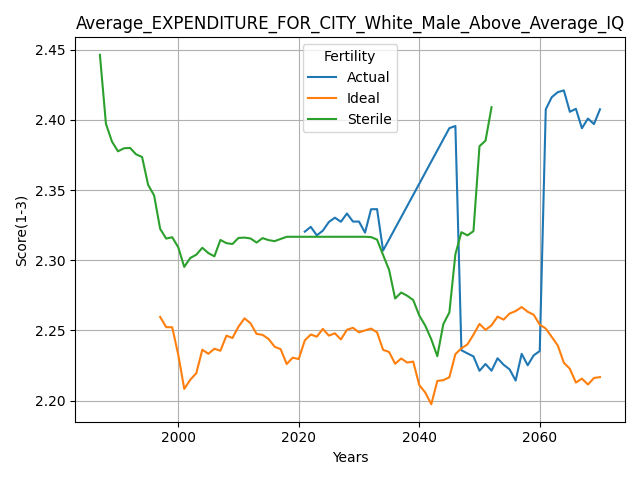 Average_EXPENDITURE_FOR_CITY_White_Male_Above_Average_IQ
Fertility
Actual
Ideal
Sterile
Score(1-3)
2.45
2.40
2.35
2.30
2.25
2.20
2000
2020
2040
2060
Years